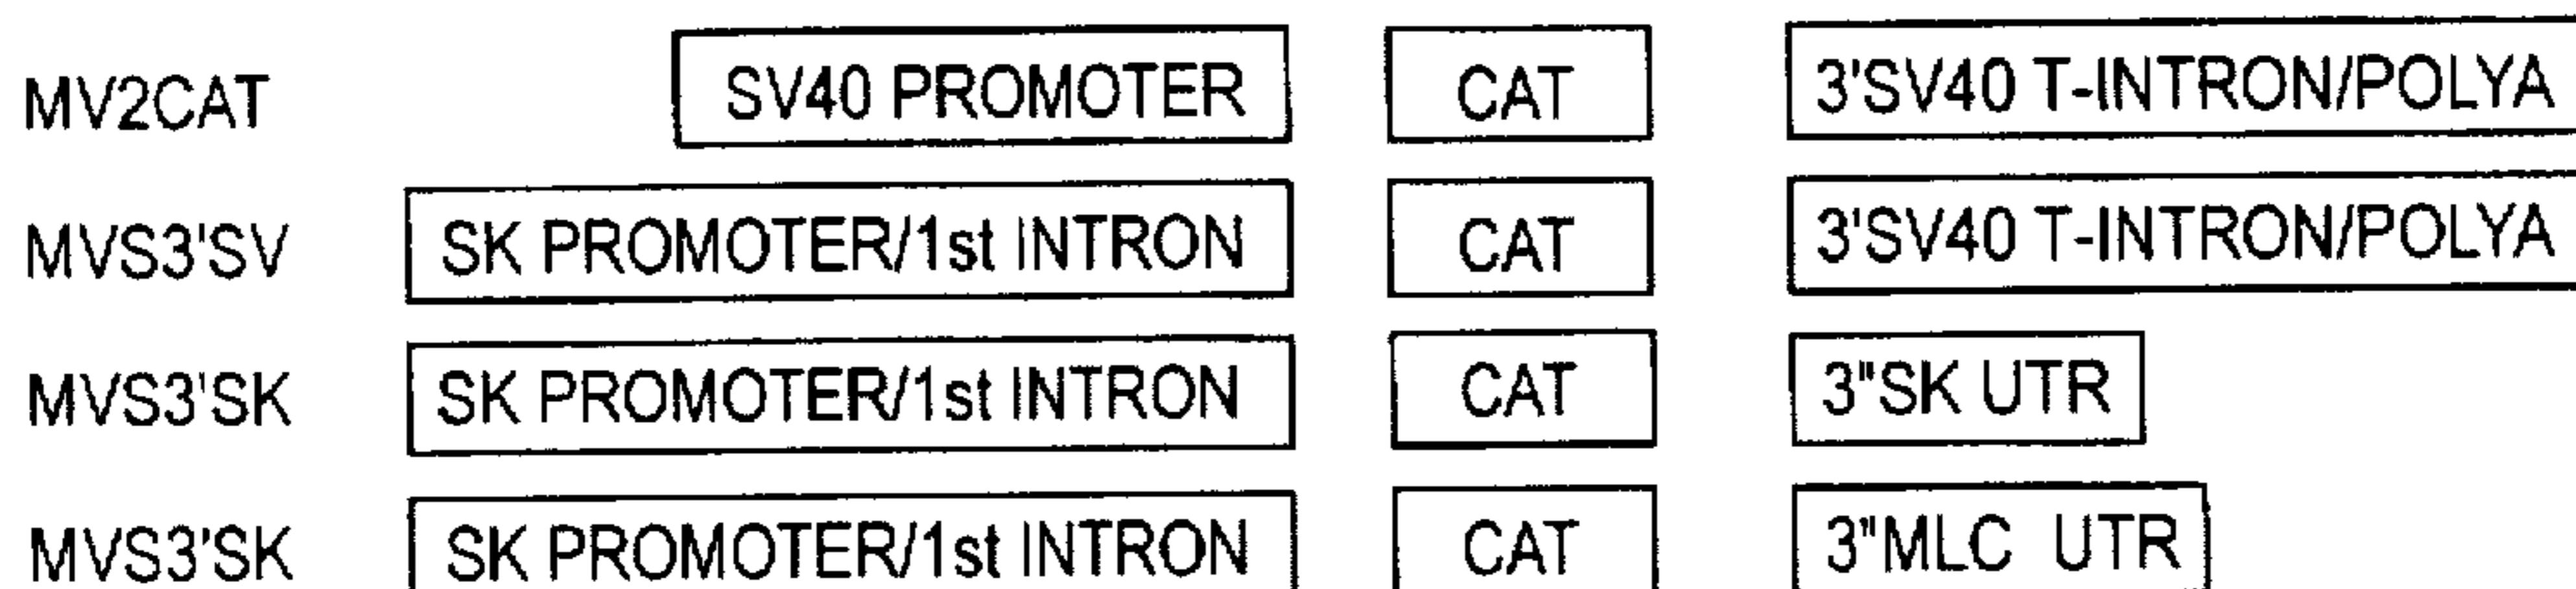 MV2CAT SV40 PROMOTER CAT 3'SV40 T-INTRON/POLYA
MVS3'SV SK PROMOTER/1st INTRON CAT 3'SV40 T-INTRON/POLYA
MVS3'SK SK PROMOTER/1st INTRON CAT 3"SK UTR
MVS3'SK SK PROMOTER/1st INTRON CAT 3"MLC UTR